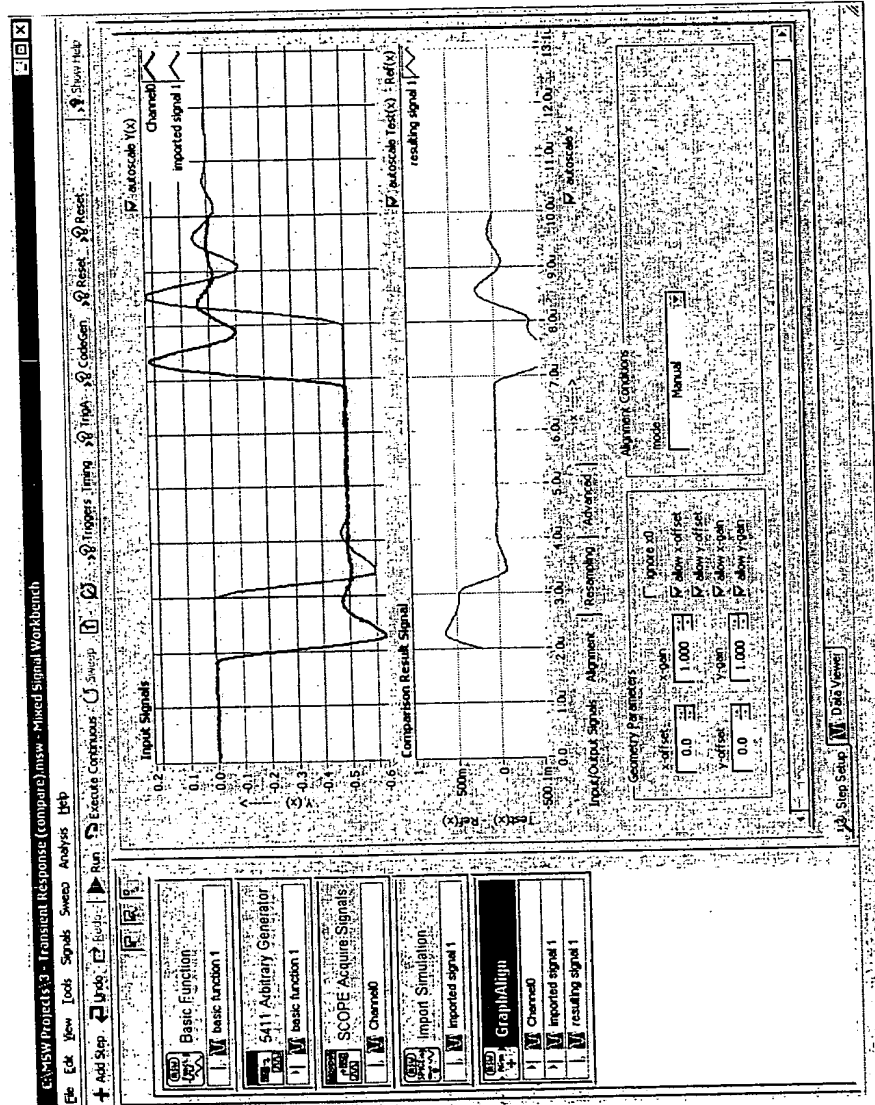 C:\MSW Projects\3 - Transient Response (compare).msw - Mixed Signal Workbench
File Edit View Tools Signals Sweep Analysis Help
Add Step Undo Redo Run Execute Continuous Sweep Triggers Timing TrigA CodeGen Reset Reset Show Help
Basic Function
basic function 1
5411 Arbitrary Generator
basic function 1
SCOPE Acquire Signals
Channel0
Import Simulation
imported signal 1
GraphAlign
Channel0
imported signal 1
resulting signal 1
Input Signals
autoscale Y(x)
Channel0
imported signal 1
0.2
0.1
0.0
-0.1
-0.2
-0.3
-0.4
-0.5
-0.6
Y(x)
Comparison Result Signal
autoscale Test(x) - Ref(x)
resulting signal 1
1
500m
0
-500.1m
Test(x) - Ref(x)
0.0 1.0u 2.0u 3.0u 4.0u 5.0u 6.0u 7.0u 8.0u 9.0u 10.0u 11.0u 12.0u 13.1u
-- x -->
autoscale x
Input/Output Signals Alignment Resampling Advanced
Geometry Parameters
x-offset x-gain
0.0 1.000
y-offset y-gain
0.0 1.000
ignore x0
allow x-offset
allow y-offset
allow x-gain
allow y-gain
Alignment Conditions
mode
Manual
Step Setup Data Viewer